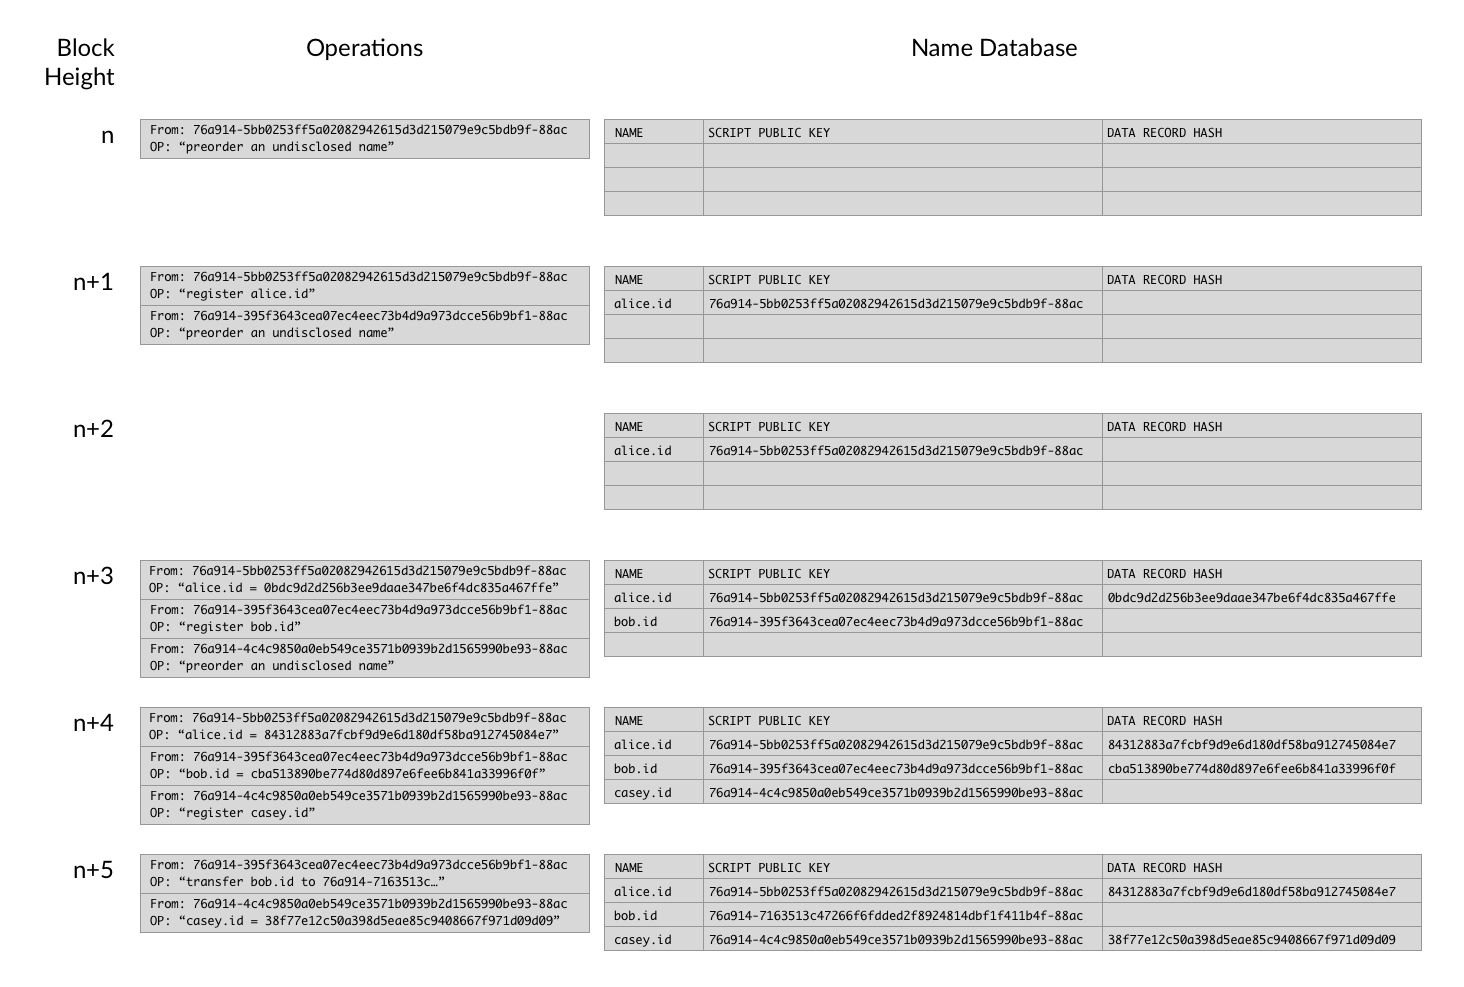 Block Height
Operations
Name Database
n
From: 76a914-5bb0253ff5a02082942615d3d215079e9c5bdb9f-88ac
OP: “preorder an undisclosed name”
NAME SCRIPT PUBLIC KEY DATA RECORD HASH
n+1
From: 76a914-5bb0253ff5a02082942615d3d215079e9c5bdb9f-88ac
OP: “register alice.id”
From: 76a914-395f3643cea07ec4eec73b4d9a973dcce56b9bf1-88ac
OP: “preorder an undisclosed name”
NAME SCRIPT PUBLIC KEY DATA RECORD HASH
alice.id 76a914-5bb0253ff5a02082942615d3d215079e9c5bdb9f-88ac
n+2
NAME SCRIPT PUBLIC KEY DATA RECORD HASH
alice.id 76a914-5bb0253ff5a02082942615d3d215079e9c5bdb9f-88ac
n+3
From: 76a914-5bb0253ff5a02082942615d3d215079e9c5bdb9f-88ac
OP: “alice.id = 0bdc9d2d256b3ee9daae347be6f4dc835a467ffe”
From: 76a914-395f3643cea07ec4eec73b4d9a973dcce56b9bf1-88ac
OP: “register bob.id”
From: 76a914-4c4c9850a0eb549ce3571b0939b2d1565990be93-88ac
OP: “preorder an undisclosed name”
NAME SCRIPT PUBLIC KEY DATA RECORD HASH
alice.id 76a914-5bb0253ff5a02082942615d3d215079e9c5bdb9f-88ac 0bdc9d2d256b3ee9daae347be6f4dc835a467ffe
bob.id 76a914-395f3643cea07ec4eec73b4d9a973dcce56b9bf1-88ac
n+4
From: 76a914-5bb0253ff5a02082942615d3d215079e9c5bdb9f-88ac
OP: “alice.id = 84312883a7fcbf9d9e6d180df58ba912745084e7”
From: 76a914-395f3643cea07ec4eec73b4d9a973dcce56b9bf1-88ac
OP: “bob.id = cba513890be774d80d897e6fee6b841a33996f0f”
From: 76a914-4c4c9850a0eb549ce3571b0939b2d1565990be93-88ac
OP: “register casey.id”
NAME SCRIPT PUBLIC KEY DATA RECORD HASH
alice.id 76a914-5bb0253ff5a02082942615d3d215079e9c5bdb9f-88ac 84312883a7fcbf9d9e6d180df58ba912745084e7
bob.id 76a914-395f3643cea07ec4eec73b4d9a973dcce56b9bf1-88ac cba513890be774d80d897e6fee6b841a33996f0f
casey.id 76a914-4c4c9850a0eb549ce3571b0939b2d1565990be93-88ac
n+5
From: 76a914-395f3643cea07ec4eec73b4d9a973dcce56b9bf1-88ac
OP: “transfer bob.id to 76a914-7163513c…”
From: 76a914-4c4c9850a0eb549ce3571b0939b2d1565990be93-88ac
OP: “casey.id = 38f77e12c50a398d5eae85c9408667f971d09d09”
NAME SCRIPT PUBLIC KEY DATA RECORD HASH
alice.id 76a914-5bb0253ff5a02082942615d3d215079e9c5bdb9f-88ac 84312883a7fcbf9d9e6d180df58ba912745084e7
bob.id 76a914-7163513c47266f6fdded2f8924814dbf1f411b4f-88ac
casey.id 76a914-4c4c9850a0eb549ce3571b0939b2d1565990be93-88ac 38f77e12c50a398d5eae85c9408667f971d09d09